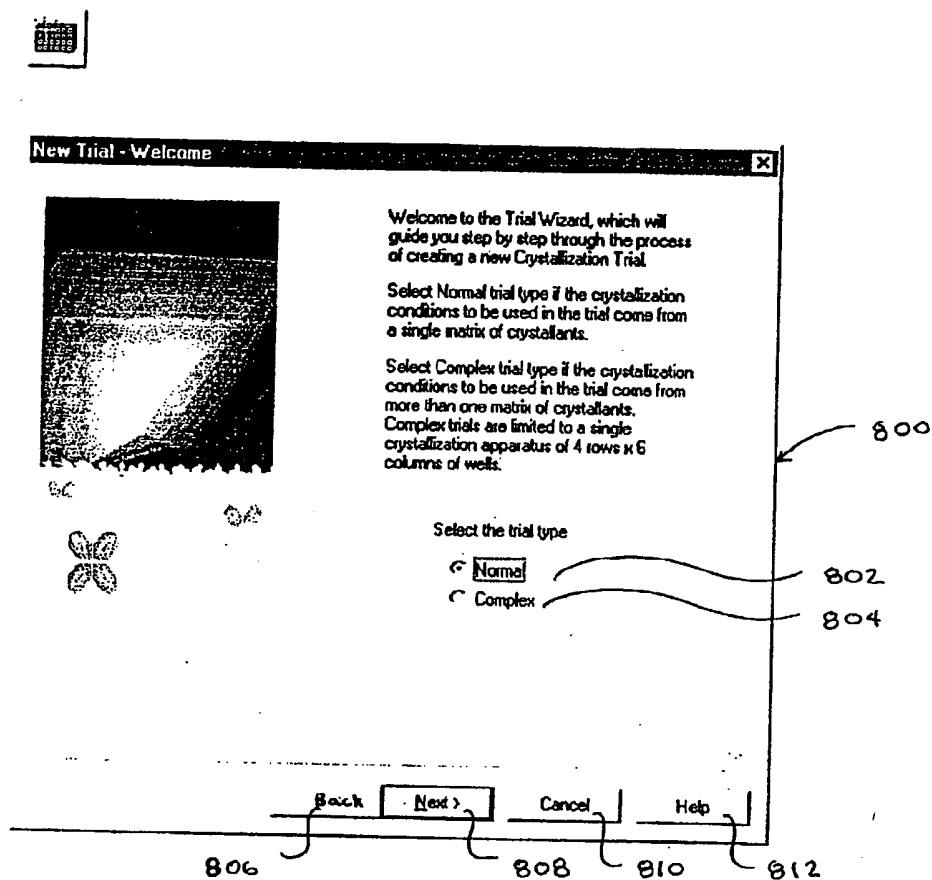 New Trial - Welcome
Welcome to the Trial Wizard, which will
guide you step by step through the process
of creating a new Crystallization Trial.
Select Normal trial type if the crystallization
conditions to be used in the trial come from
a single matrix of crystallants.
Select Complex trial type if the crystallization
conditions to be used in the trial come from
more than one matrix of crystallants.
Complex trials are limited to a single
crystallization apparatus of 4 rows x 6
columns of wells.
800
Select the trial type
Normal
802
Complex
804
Back Next > Cancel Help
806 808 810 812